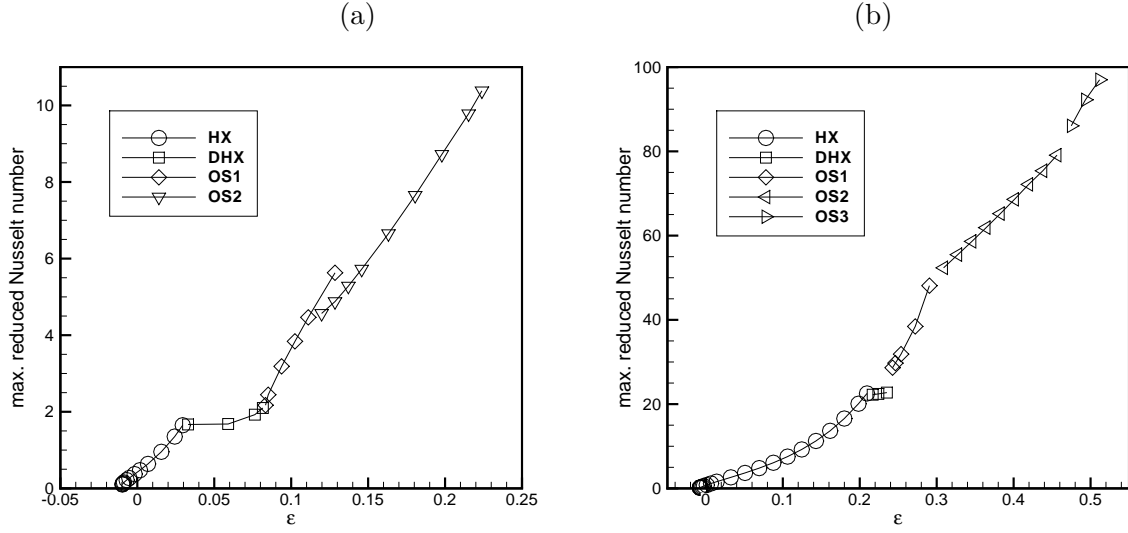 (a)
max. reduced Nusselt number
10
8
6
4
2
0
-0.05
0
0.05
0.1
0.15
0.2
0.25
ε
HX
DHX
OS1
OS2
(b)
max. reduced Nusselt number
100
80
60
40
20
0
0
0.1
0.2
0.3
0.4
0.5
ε
HX
DHX
OS1
OS2
OS3